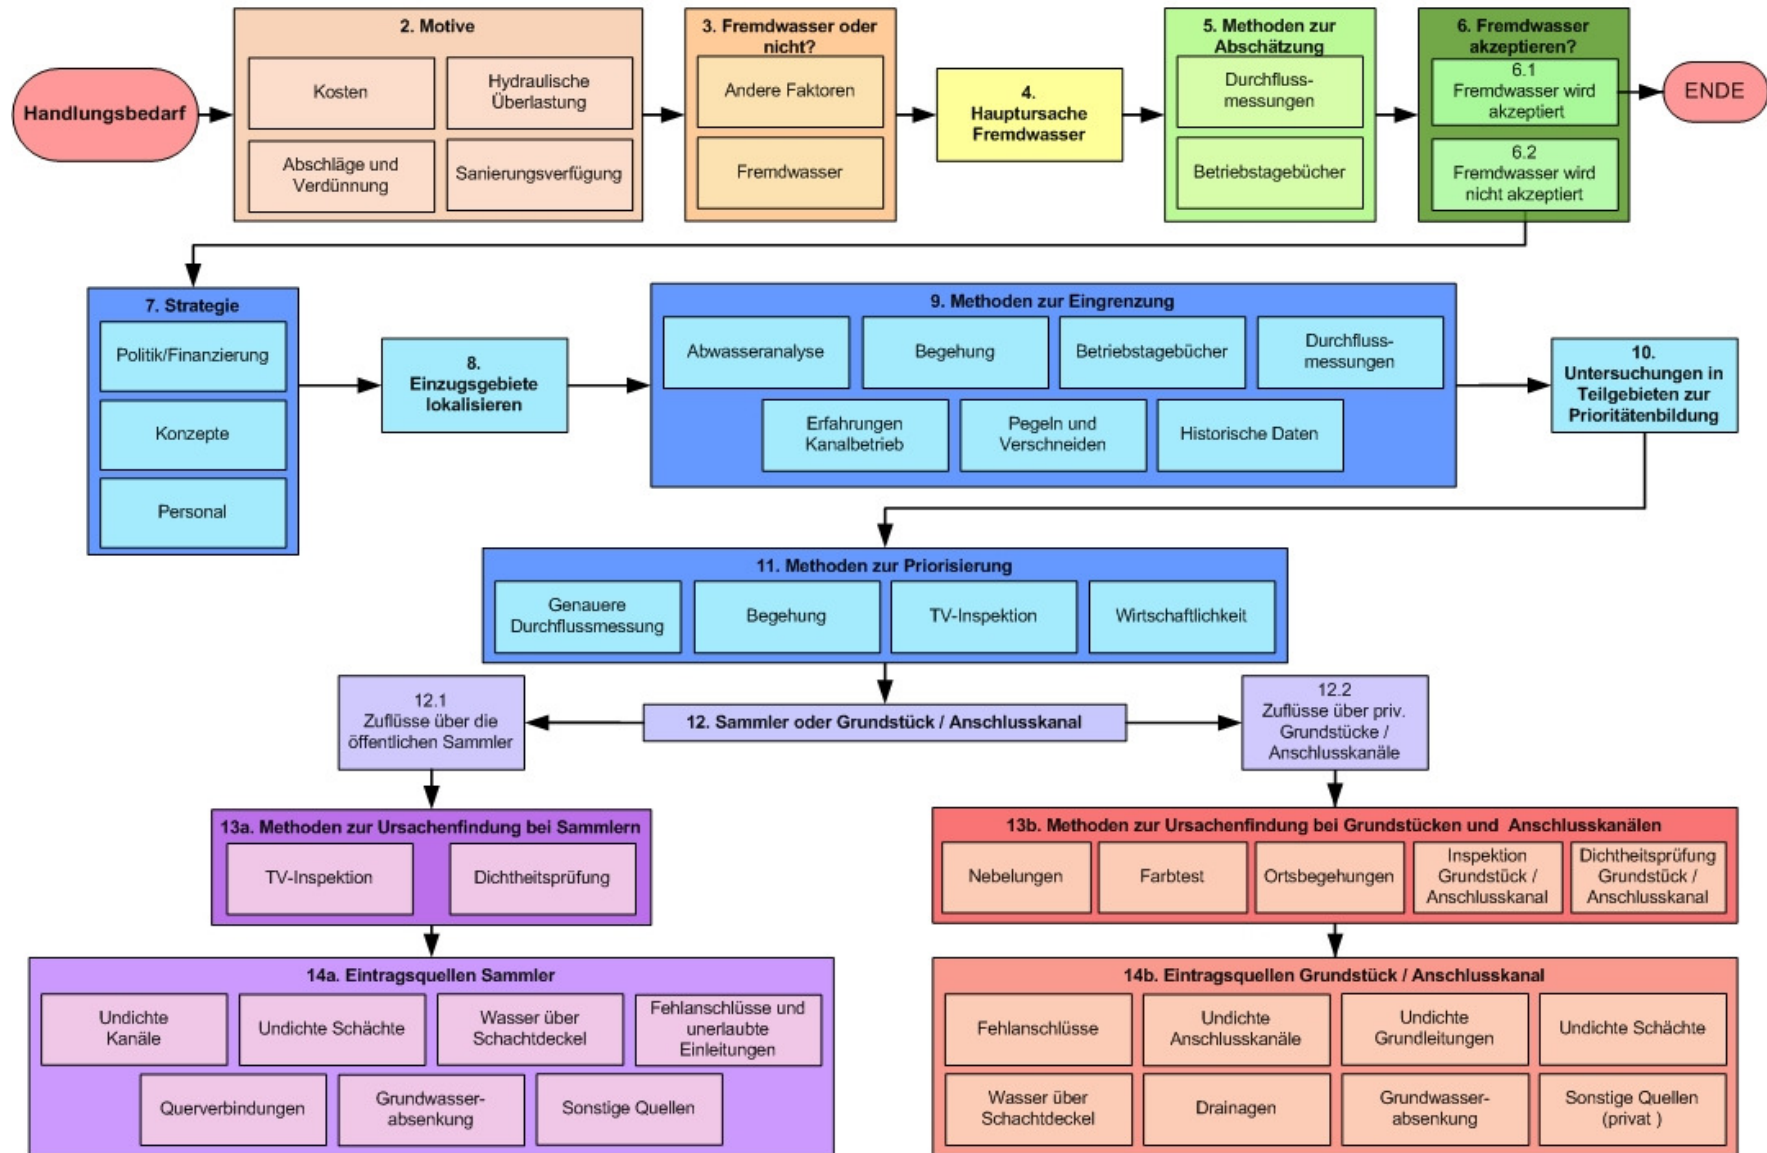 Handlungsbedarf
2. Motive
Kosten
Hydraulische
Überlastung
Abschläge und
Verdünnung
Sanierungsverfügung
3. Fremdwasser oder
nicht?
Andere Faktoren
Fremdwasser
4.
Hauptursache
Fremdwasser
5. Methoden zur
Abschätzung
Durchfluss-
messungen
Betriebstagebücher
6. Fremdwasser
akzeptieren?
6.1
Fremdwasser wird
akzeptiert
6.2
Fremdwasser wird
nicht akzeptiert
ENDE
7. Strategie
Politik/Finanzierung
Konzepte
Personal
8.
Einzugsgebiete
lokalisieren
9. Methoden zur Eingrenzung
Abwasseranalyse
Begehung
Betriebstagebücher
Durchfluss-
messungen
Erfahrungen
Kanalbetrieb
Pegeln und
Verschneiden
Historische Daten
10.
Untersuchungen in
Teilgebieten zur
Prioritätenbildung
11. Methoden zur Priorisierung
Genauere
Durchflussmessung
Begehung
TV-Inspektion
Wirtschaftlichkeit
12.1
Zuflüsse über die
öffentlichen Sammler
12. Sammler oder Grundstück / Anschlusskanal
12.2
Zuflüsse über priv.
Grundstücke /
Anschlusskanäle
13a. Methoden zur Ursachenfindung bei Sammlern
TV-Inspektion
Dichtheitsprüfung
13b. Methoden zur Ursachenfindung bei Grundstücken und Anschlusskanälen
Nebelungen
Farbtest
Ortsbegehungen
Inspektion
Grundstück /
Anschlusskanal
Dichtheitsprüfung
Grundstück /
Anschlusskanal
14a. Eintragsquellen Sammler
Undichte
Kanäle
Undichte Schächte
Wasser über
Schachtdeckel
Fehlanschlüsse und
unerlaubte
Einleitungen
Querverbindungen
Grundwasser-
absenkung
Sonstige Quellen
14b. Eintragsquellen Grundstück / Anschlusskanal
Fehlanschlüsse
Undichte
Anschlusskanäle
Undichte
Grundleitungen
Undichte Schächte
Wasser über
Schachtdeckel
Drainagen
Grundwasser-
absenkung
Sonstige Quellen
(privat )